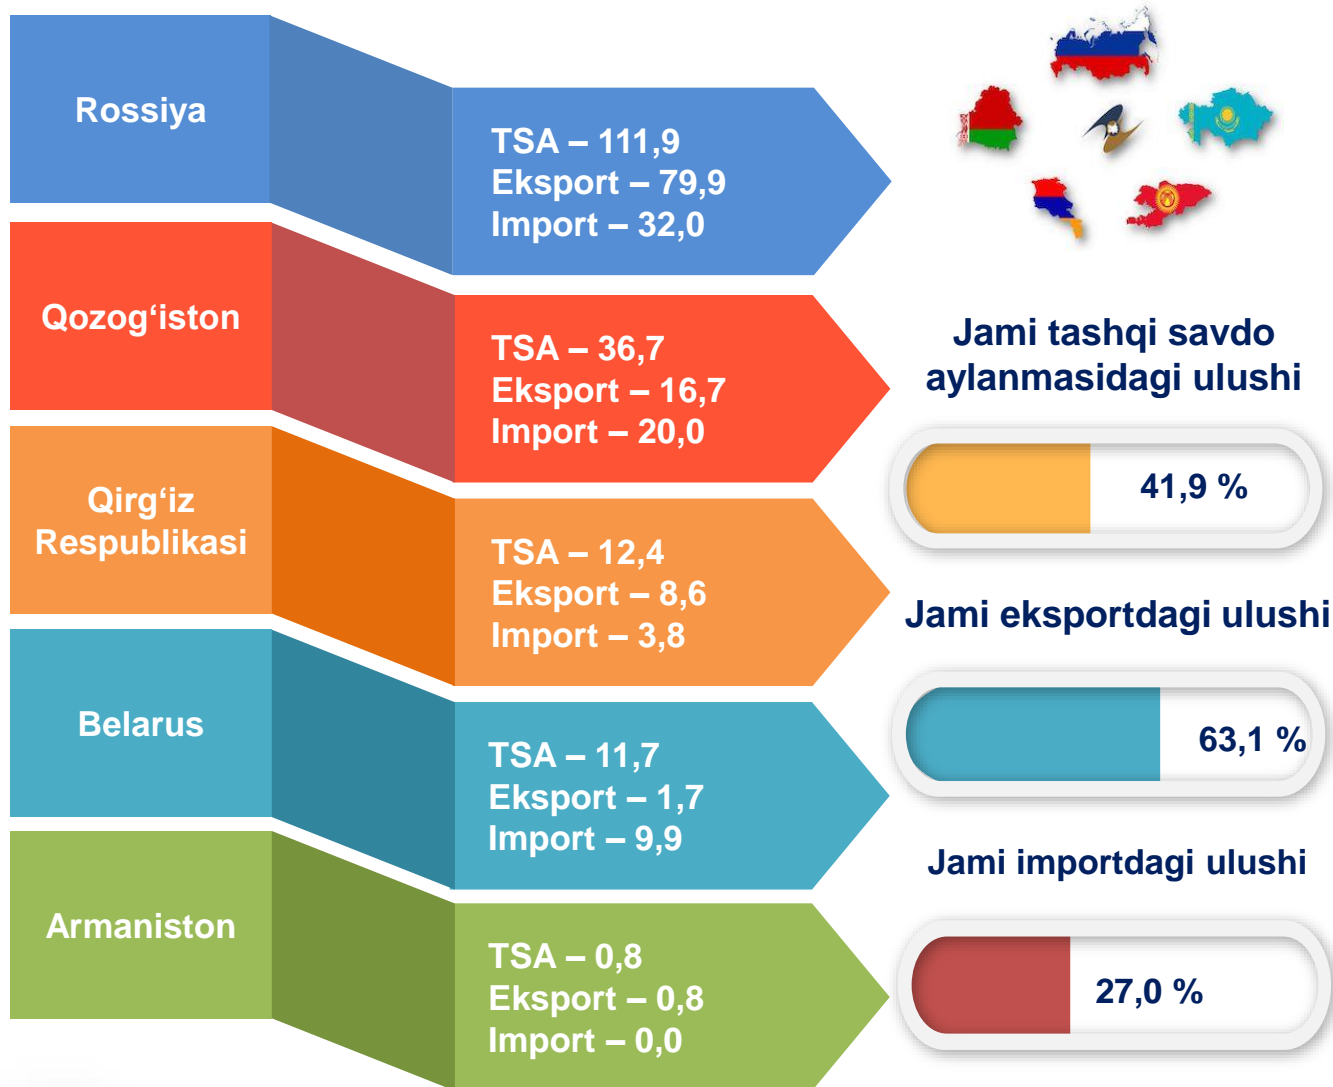 Rossiya
TSA – 111,9
Eksport – 79,9
Import – 32,0
Qozog‘iston
TSA – 36,7
Eksport – 16,7
Import – 20,0
Qirg‘iz
Respublikasi
TSA – 12,4
Eksport – 8,6
Import – 3,8
Belarus
TSA – 11,7
Eksport – 1,7
Import – 9,9
Armaniston
TSA – 0,8
Eksport – 0,8
Import – 0,0
Jami tashqi savdo
aylanmasidagi ulushi
41,9 %
Jami eksportdagi ulushi
63,1 %
Jami importdagi ulushi
27,0 %